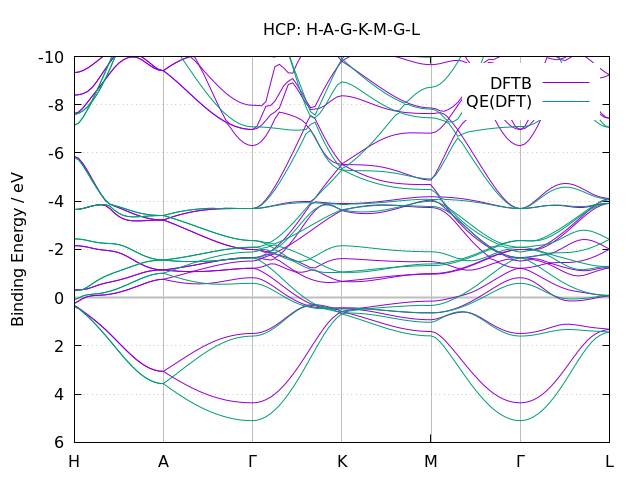 HCP: H-A-G-K-M-G-L
-10
-8
-6
-4
-2
0
2
4
6
Binding Energy / eV
DFTB
QE(DFT)
H A Γ K M Γ L